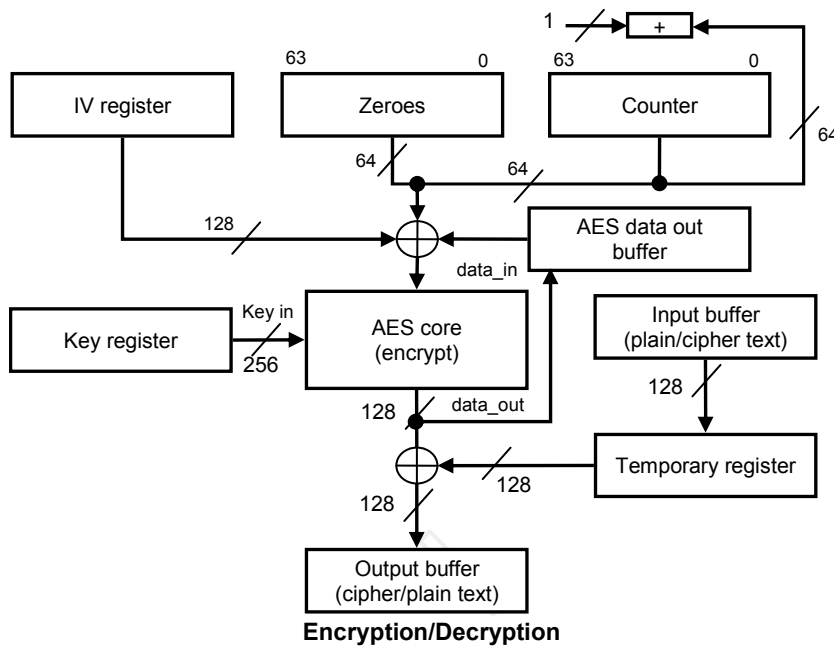 1
+
63
0
63
0
IV register
Zeroes
Counter
64
64
64
128
AES data out
buffer
data_in
Key register
Key in
256
AES core
(encrypt)
Input buffer
(plain/cipher text)
128
128
data_out
Temporary register
128
128
Output buffer
(cipher/plain text)
Encryption/Decryption